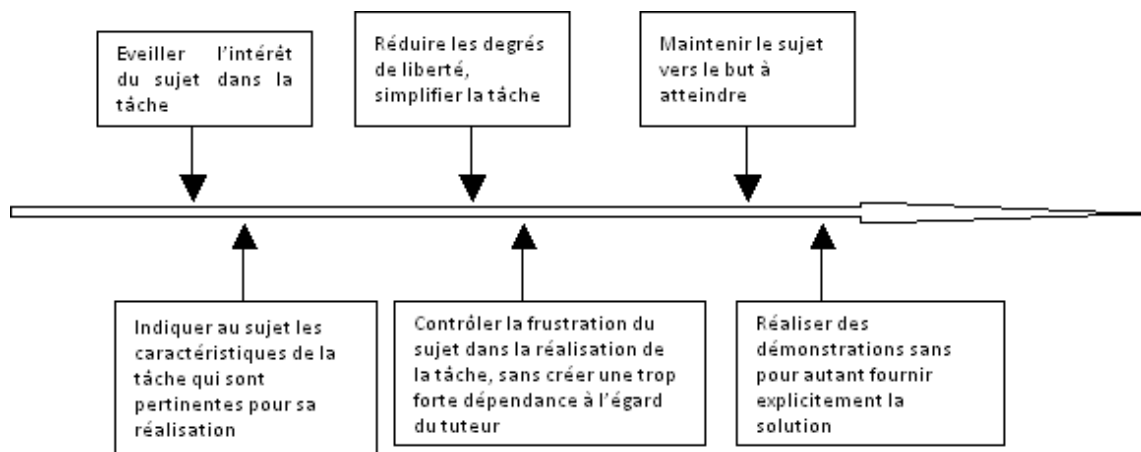 Eveiller l'intérêt
du sujet dans la
tâche
Réduire les degrés
de liberté,
simplifier la tâche
Maintenir le sujet
vers le but à
atteindre
Indiquer au sujet les
caractéristiques de la
tâche qui sont
pertinentes pour sa
réalisation
Contrôler la frustration du
sujet dans la réalisation de
la tâche, sans créer une trop
forte dépendance à l'égard
du tuteur
Réaliser des
démonstrations sans
pour autant fournir
explicitement la
solution